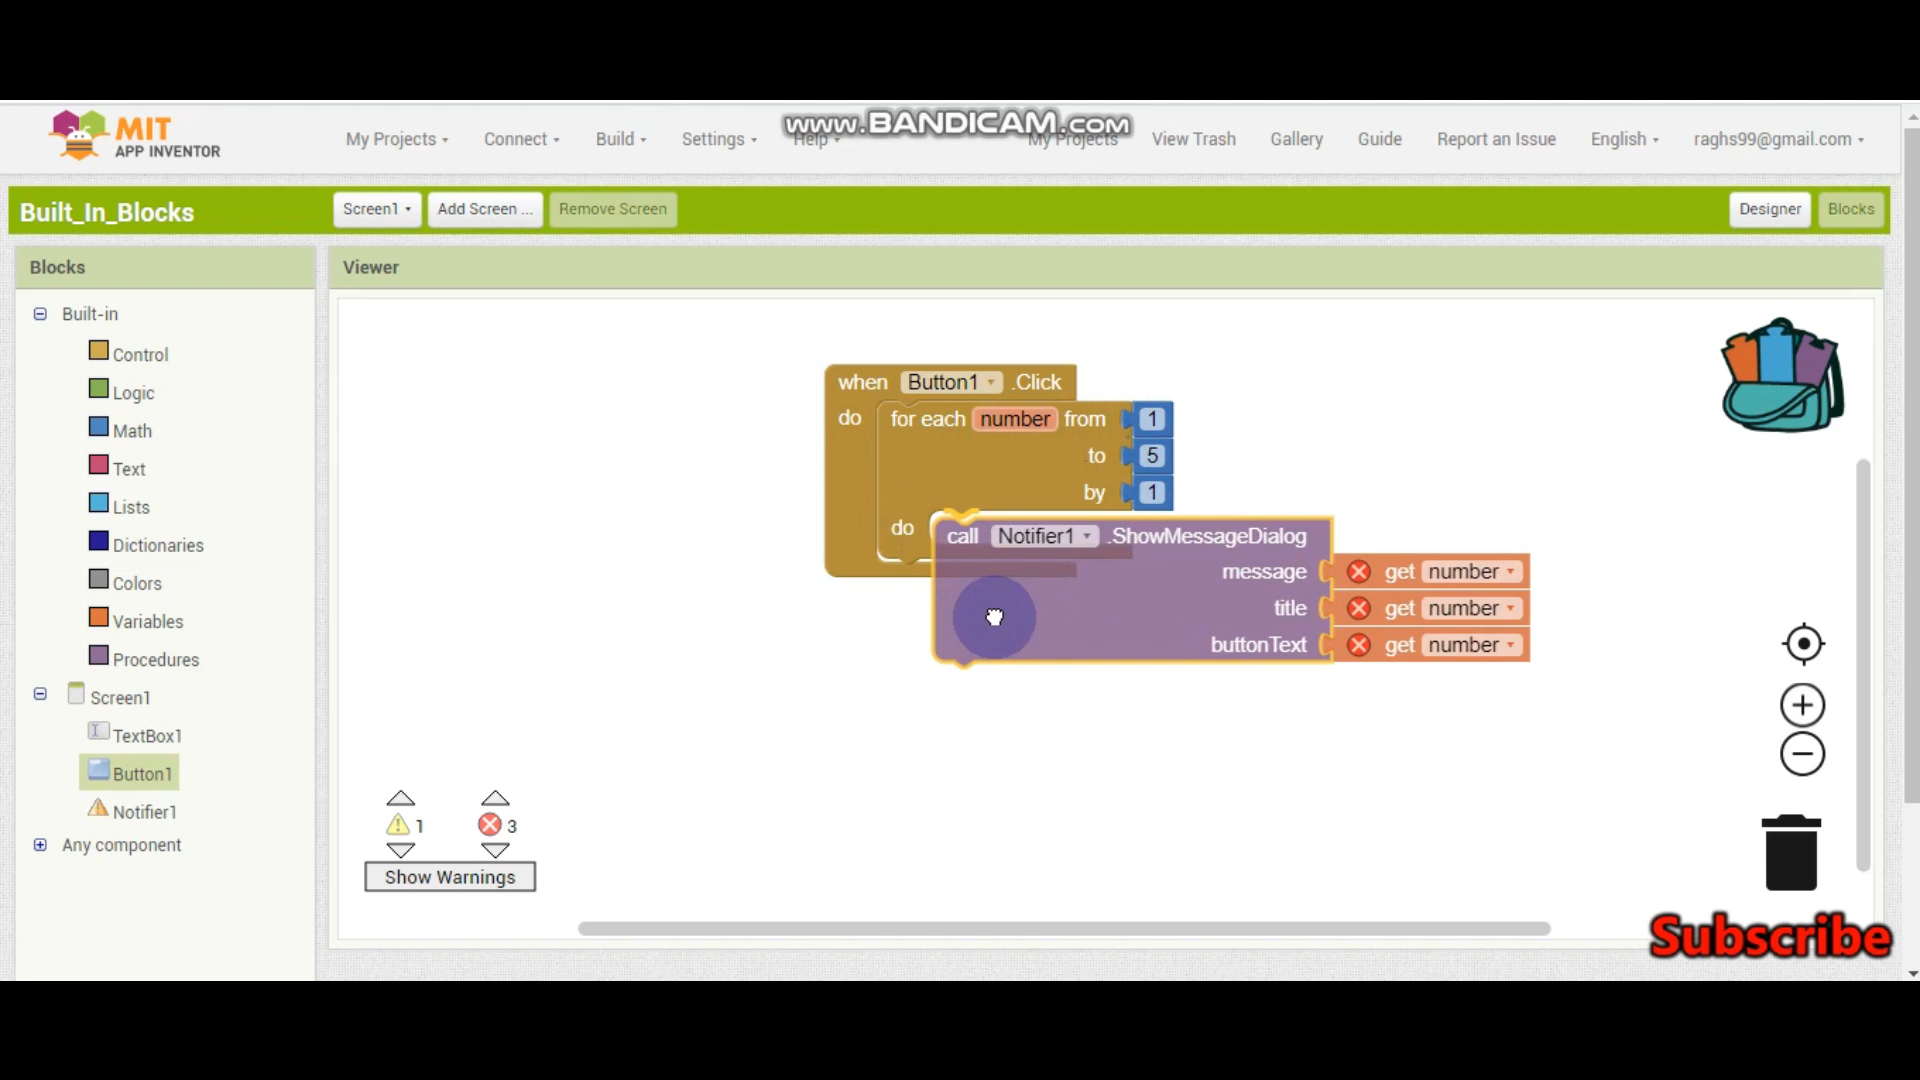 www.BANDICAM.com
MIT
APP INVENTOR
My Projects
Connect
Build
Settings
Help
My Projects
View Trash
Gallery
Guide
Report an Issue
English
raghs99@gmail.com
Built_In_Blocks
Screen1
Add Screen ...
Remove Screen
Designer
Blocks
Blocks
Viewer
Built-in
Control
Logic
Math
Text
Lists
Dictionaries
Colors
Variables
Procedures
Screen1
TextBox1
Button1
Notifier1
Any component
when Button1 .Click
do for each number from 1
to 5
by 1
do
call Notifier1 .ShowMessageDialog
message get number
title get number
buttonText get number
1
3
Show Warnings
Subscribe